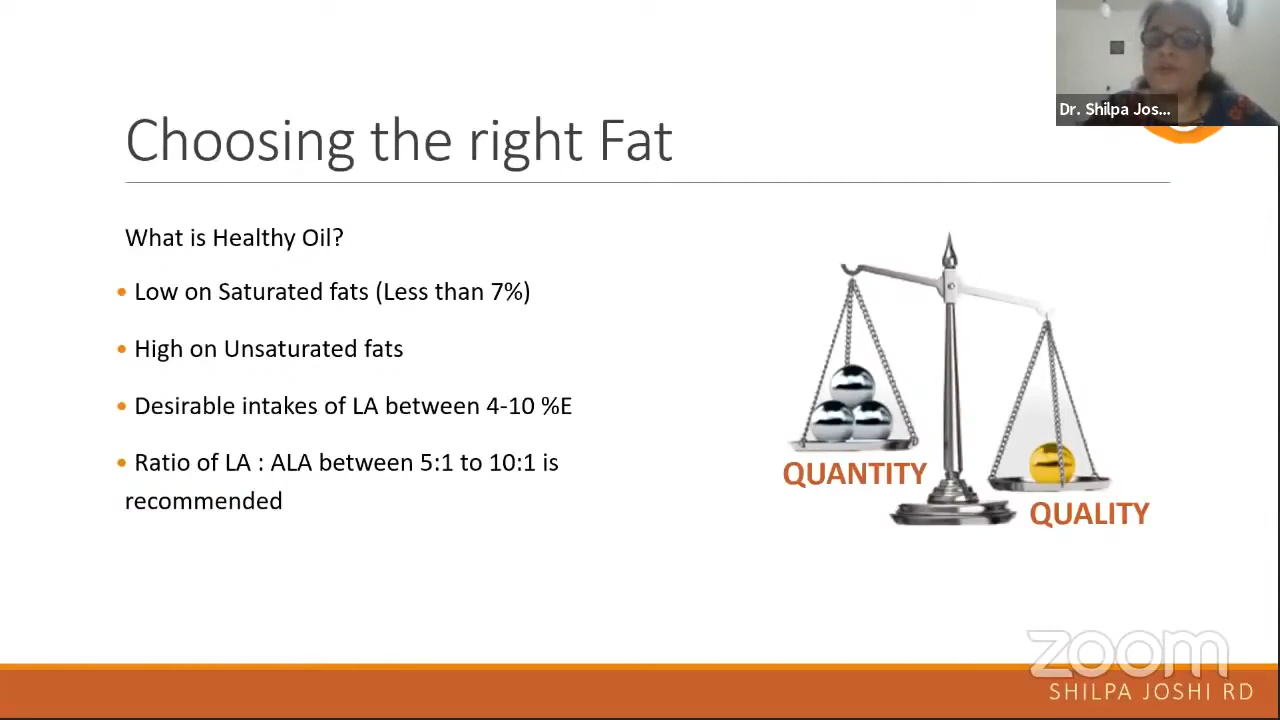 Dr. Shilpa Jos...
Choosing the right Fat
What is Healthy Oil?
• Low on Saturated fats (Less than 7%)
• High on Unsaturated fats
• Desirable intakes of LA between 4-10 %E
• Ratio of LA : ALA between 5:1 to 10:1 is
recommended
QUANTITY
QUALITY
zoom
SHILPA JOSHI RD